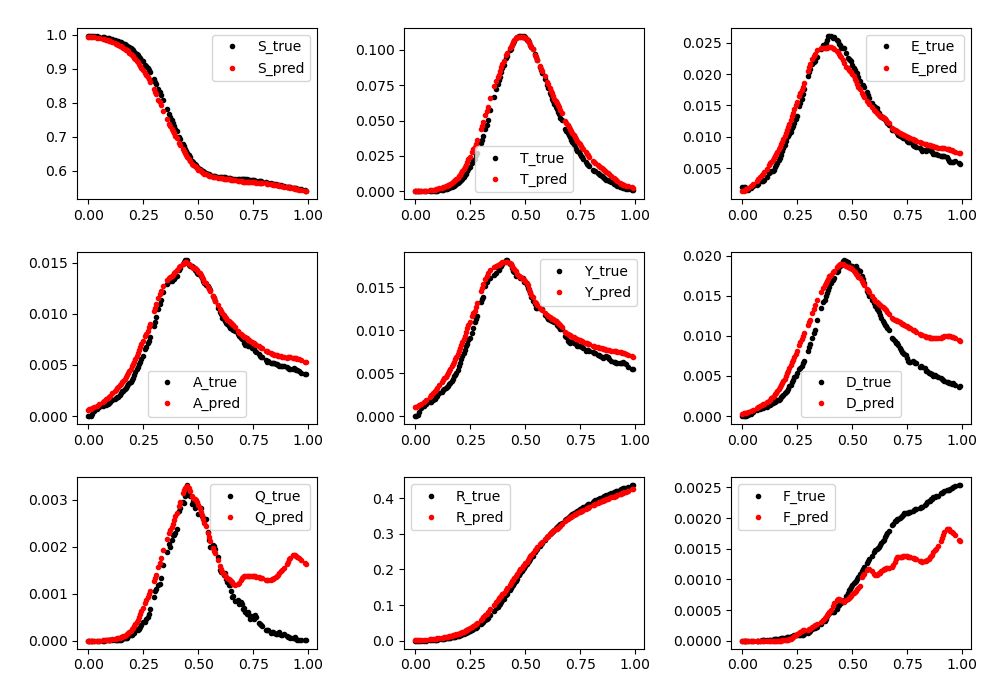 1.0
0.9
0.8
0.7
0.6
0.00 0.25 0.50 0.75 1.00
S_true
S_pred
0.100
0.075
0.050
0.025
0.000
0.00 0.25 0.50 0.75 1.00
T_true
T_pred
0.025
0.020
0.015
0.010
0.005
0.00 0.25 0.50 0.75 1.00
E_true
E_pred
0.015
0.010
0.005
0.000
0.00 0.25 0.50 0.75 1.00
A_true
A_pred
0.015
0.010
0.005
0.000
0.00 0.25 0.50 0.75 1.00
Y_true
Y_pred
0.020
0.015
0.010
0.005
0.000
0.00 0.25 0.50 0.75 1.00
D_true
D_pred
0.003
0.002
0.001
0.000
0.00 0.25 0.50 0.75 1.00
Q_true
Q_pred
0.4
0.3
0.2
0.1
0.0
0.00 0.25 0.50 0.75 1.00
R_true
R_pred
0.0025
0.0020
0.0015
0.0010
0.0005
0.0000
0.00 0.25 0.50 0.75 1.00
F_true
F_pred